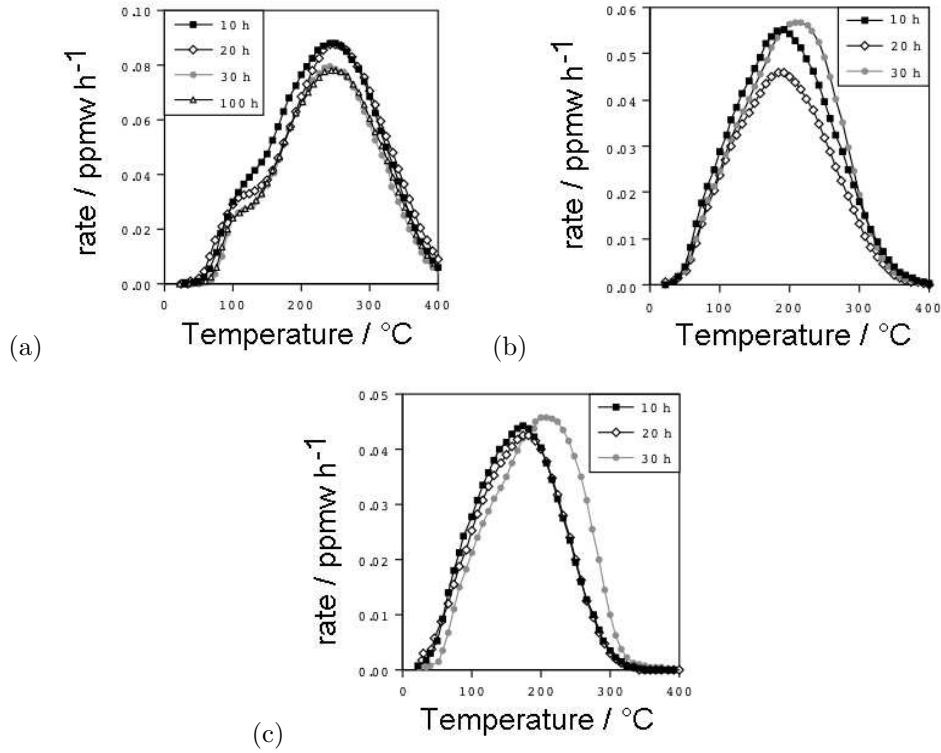 0.10
0.08
0.06
0.04
0.02
0.00
rate / ppmw h-1
10 h
20 h
30 h
100 h
0 100 200 300 400
Temperature / °C
(a)
0.06
0.05
0.04
0.03
0.02
0.01
0.00
rate / ppmw h-1
10 h
20 h
30 h
0 100 200 300 400
Temperature / °C
(b)
0.05
0.04
0.03
0.02
0.01
0.00
rate / ppmw h-1
10 h
20 h
30 h
0 100 200 300 400
Temperature / °C
(c)